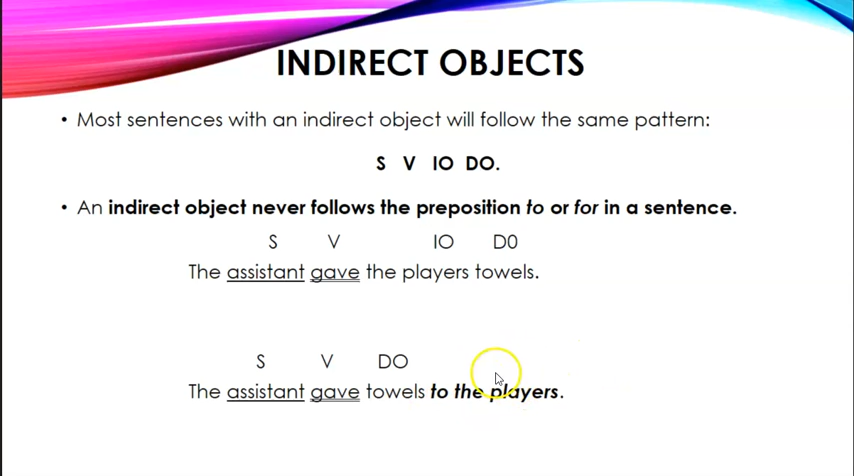 INDIRECT OBJECTS
• Most sentences with an indirect object will follow the same pattern:
S V IO DO.
• An indirect object never follows the preposition to or for in a sentence.
S V IO D0
The assistant gave the players towels.
S V DO
The assistant gave towels to the players.